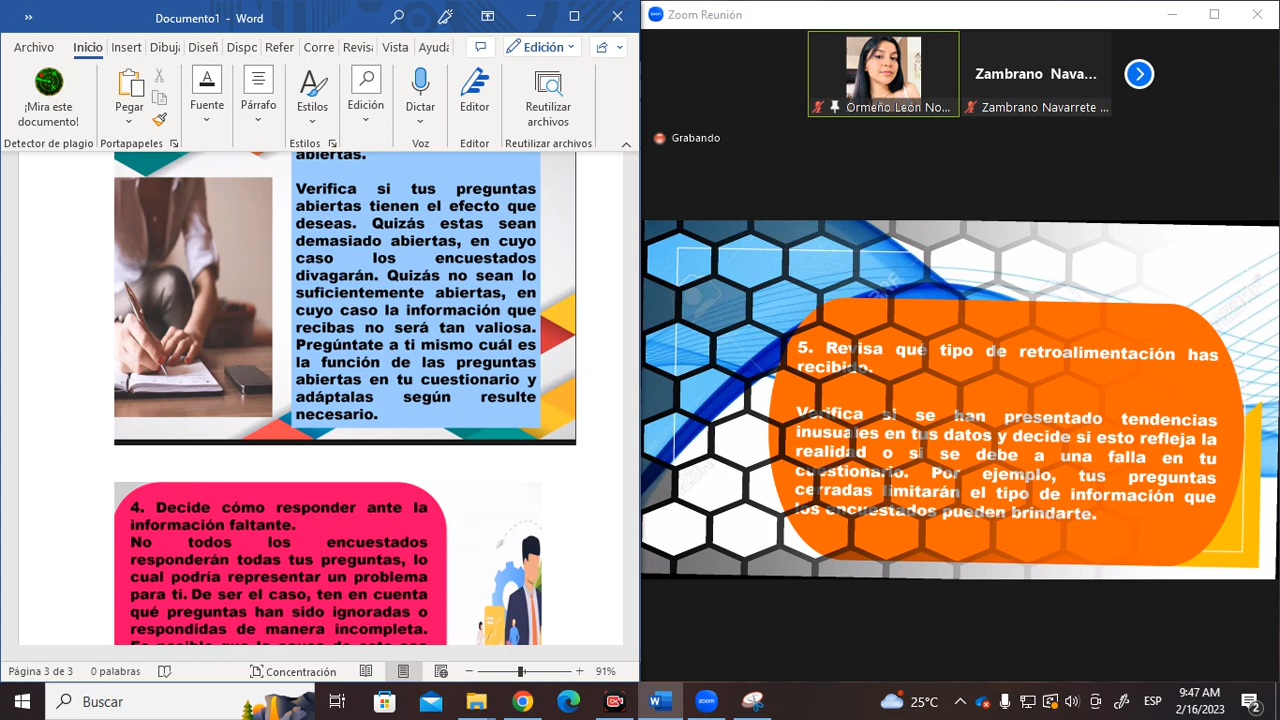 Documento1 - Word
Archivo Inicio Insert Dibuj Diseñ Dispc Refer Corre Revisa Vista Ayuda Edición
¡Mira este documento!
Pegar
Fuente
Párrafo
Estilos
Edición
Dictar
Editor
Reutilizar archivos
Detector de plagio Portapapeles Estilos Voz Editor Reutilizar archivos
abiertas.
Verifica si tus preguntas
abiertas tienen el efecto que
deseas. Quizás estas sean
demasiado abiertas, en cuyo
caso los encuestados
divagarán. Quizás no sean lo
suficientemente abiertas, en
cuyo caso la información que
recibas no será tan valiosa.
Pregúntate a ti mismo cuál es
la función de las preguntas
abiertas en tu cuestionario y
adáptalas según resulte
necesario.
4. Decide cómo responder ante la
información faltante.
No todos los encuestados
responderán todas tus preguntas, lo
cual podría representar un problema
para ti. De ser el caso, ten en cuenta
qué preguntas han sido ignoradas o
respondidas de manera incompleta.
Página 3 de 3 0 palabras Concentración 91%
Zoom Reunión
Zambrano Nava...
Ormeño León No... Zambrano Navarrete ...
Grabando
5. Revisa qué tipo de retroalimentación has
recibido.
Verifica si se han presentado tendencias
inusuales en tus datos y decide si esto refleja la
realidad o si se debe a una falla en tu
cuestionario. Por ejemplo, tus preguntas
cerradas limitarán el tipo de información que
los encuestados pueden brindarte.
Buscar
25°C ESP 9:47 AM
2/16/2023
2